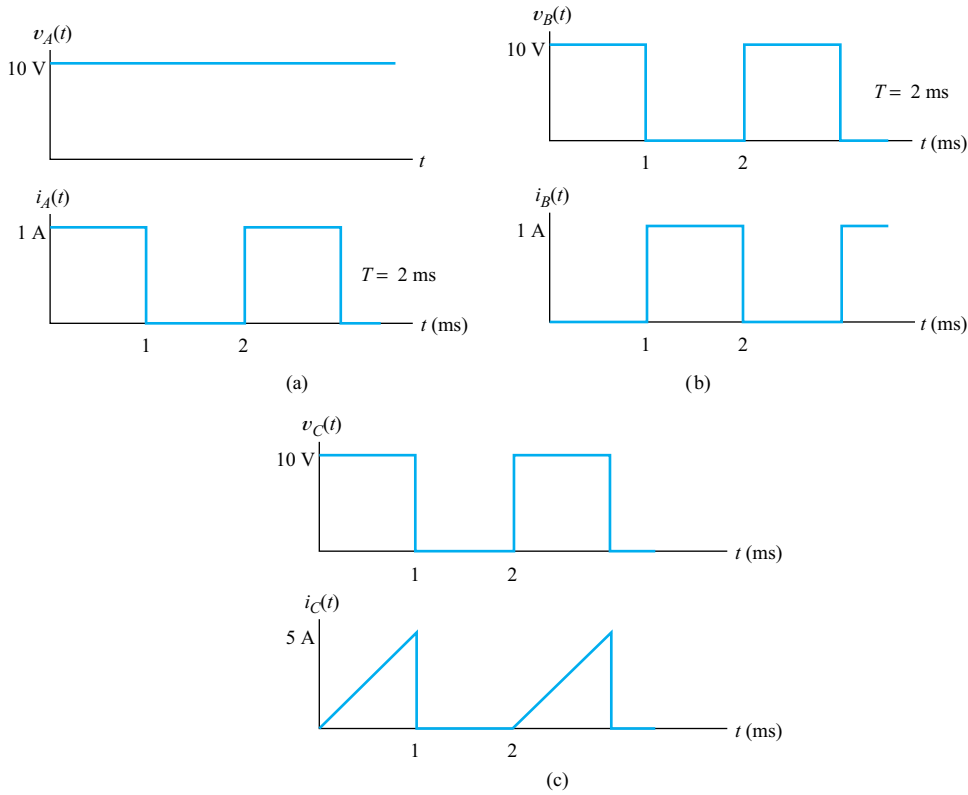 v_A(t)
10 V
t
i_A(t)
1 A
T = 2 ms
1 2 t (ms)
(a)
v_B(t)
10 V
T = 2 ms
1 2 t (ms)
i_B(t)
1 A
1 2 t (ms)
(b)
v_C(t)
10 V
1 2 t (ms)
i_C(t)
5 A
1 2 t (ms)
(c)